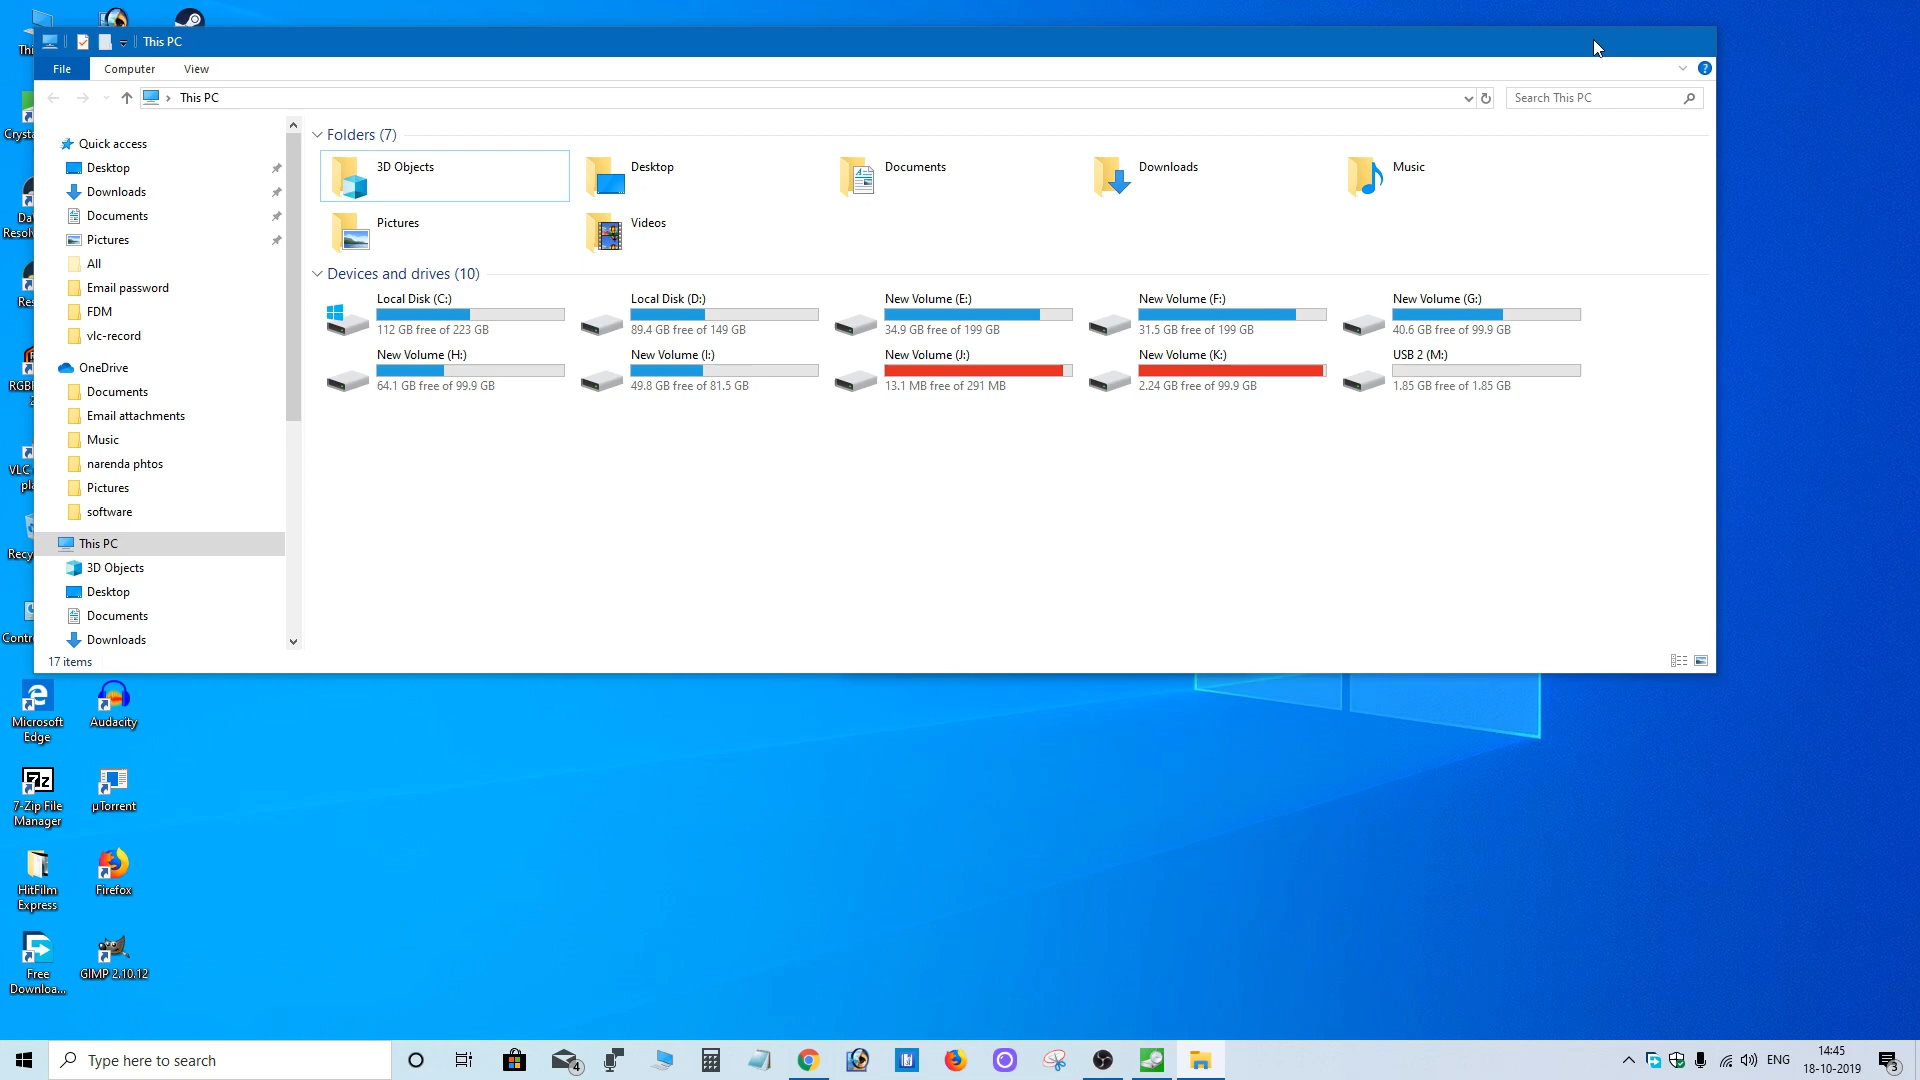 This PC
File
Computer
View
This PC
Search This PC
Quick access
Desktop
Downloads
Documents
Pictures
All
Email password
FDM
vlc-record
OneDrive
Documents
Email attachments
Music
narenda phtos
Pictures
software
This PC
3D Objects
Desktop
Documents
Downloads
Folders (7)
3D Objects
Desktop
Documents
Downloads
Music
Pictures
Videos
Devices and drives (10)
Local Disk (C:)
112 GB free of 223 GB
Local Disk (D:)
89.4 GB free of 149 GB
New Volume (E:)
34.9 GB free of 199 GB
New Volume (F:)
31.5 GB free of 199 GB
New Volume (G:)
40.6 GB free of 99.9 GB
New Volume (H:)
64.1 GB free of 99.9 GB
New Volume (I:)
49.8 GB free of 81.5 GB
New Volume (J:)
13.1 MB free of 291 MB
New Volume (K:)
2.24 GB free of 99.9 GB
USB 2 (M:)
1.85 GB free of 1.85 GB
17 items
Microsoft
Edge
Audacity
7-Zip File
Manager
µTorrent
HitFilm
Express
Firefox
Free
Downloa...
GIMP 2.10.12
Type here to search
4
ENG
14:45
18-10-2019
3